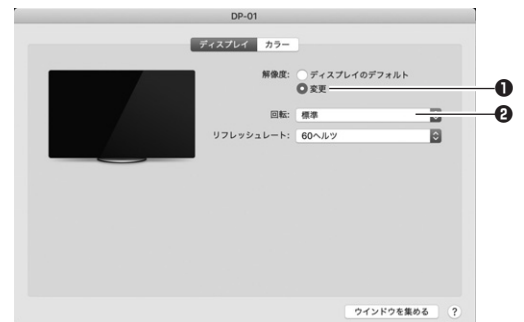 DP-01
ディスプレイ カラー
解像度: ディスプレイのデフォルト
変更 ❶
回転: 標準 ❷
リフレッシュレート: 60ヘルツ
ウインドウを集める ?